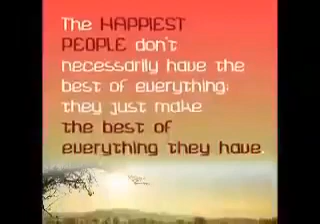 The HAPPIEST
PEOPLE don't
necessarily have the
best of everything;
they just make
the best of
everything they have.